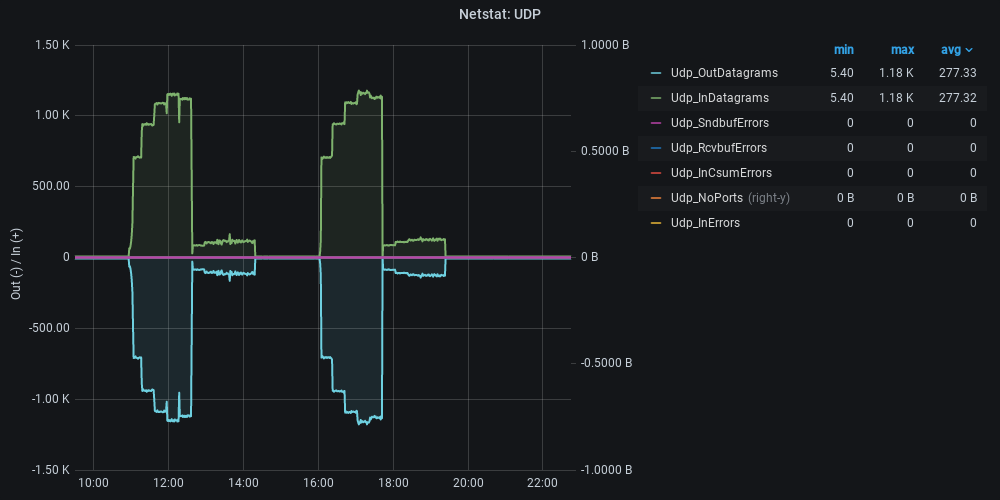 Netstat: UDP
Out (-) / In (+)
1.50 K
1.00 K
500.00
0
-500.00
-1.00 K
-1.50 K
1.0000 B
0.5000 B
0 B
-0.5000 B
-1.0000 B
10:00 12:00 14:00 16:00 18:00 20:00 22:00
min max avg
Udp_OutDatagrams 5.40 1.18 K 277.33
Udp_InDatagrams 5.40 1.18 K 277.32
Udp_SndbufErrors 0 0 0
Udp_RcvbufErrors 0 0 0
Udp_InCsumErrors 0 0 0
Udp_NoPorts (right-y) 0 B 0 B 0 B
Udp_InErrors 0 0 0